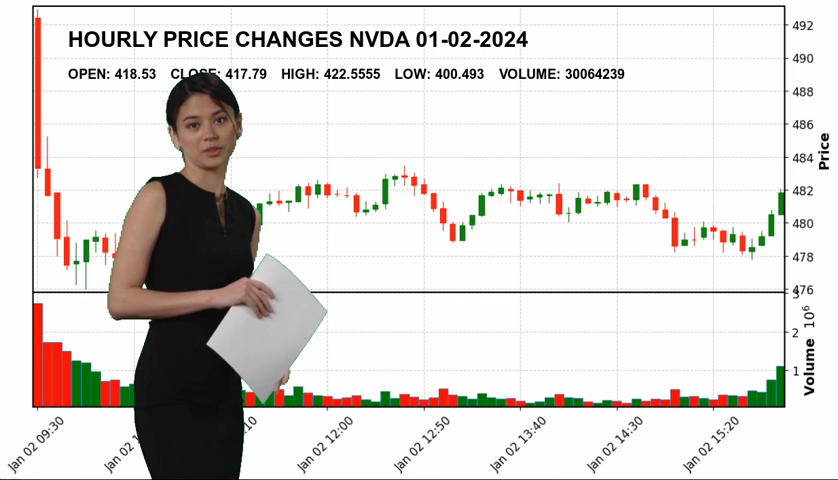 HOURLY PRICE CHANGES NVDA 01-02-2024
OPEN: 418.53 CLOSE: 417.79 HIGH: 422.5555 LOW: 400.493 VOLUME: 30064239
492
490
488
486
484
482
480
478
476
Price
2
1
Volume 10^6
Jan 02 09:30
Jan 02 12:00
Jan 02 12:50
Jan 02 13:40
Jan 02 14:30
Jan 02 15:20